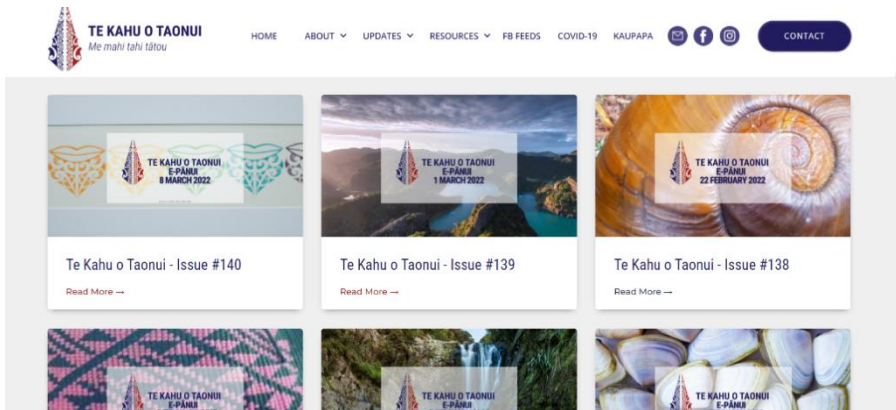 TE KAHU O TAONUI
Me mahi tahi tātou
HOME ABOUT UPDATES RESOURCES FB FEEDS COVID-19 KAUPAPA CONTACT
TE KAHU O TAONUI
E-PĀNUI
8 MARCH 2022
TE KAHU O TAONUI
E-PĀNUI
1 MARCH 2022
TE KAHU O TAONUI
E-PĀNUI
22 FEBRUARY 2022
Te Kahu o Taonui - Issue #140
Te Kahu o Taonui - Issue #139
Te Kahu o Taonui - Issue #138
Read More →
Read More →
Read More →
TE KAHU O TAONUI
E-PĀNUI
TE KAHU O TAONUI
E-PĀNUI
TE KAHU O TAONUI
E-PĀNUI